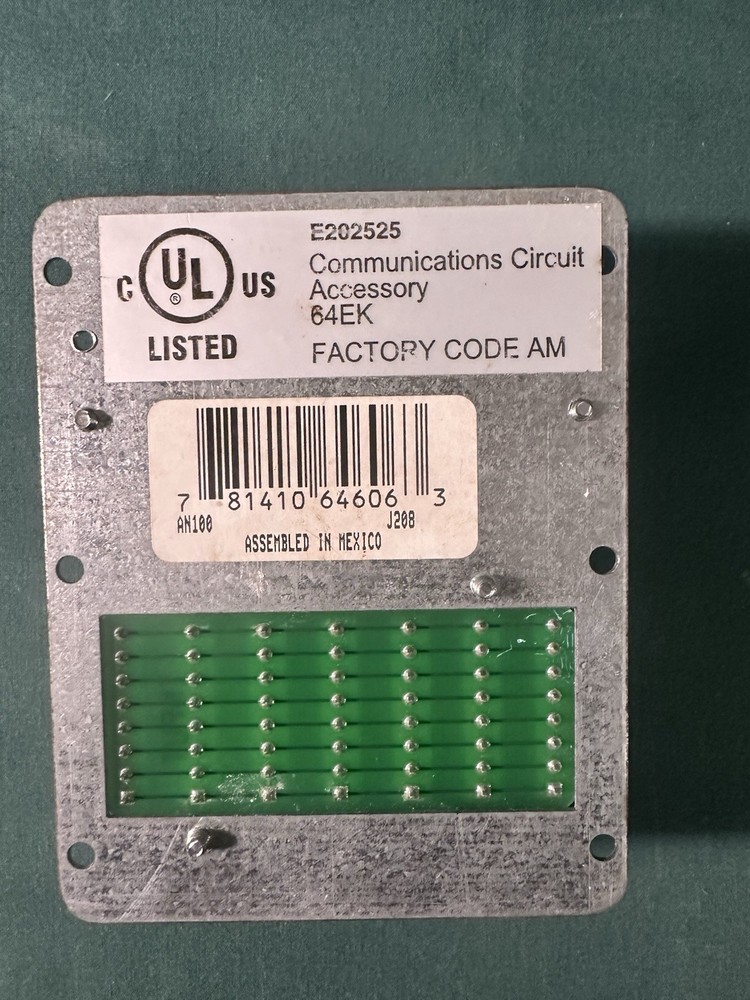 E202525
C UL US
®
Communications Circuit
Accessory
64EK
LISTED
FACTORY CODE AM
7 81410 64606 3
AN100 J208
ASSEMBLED IN MEXICO